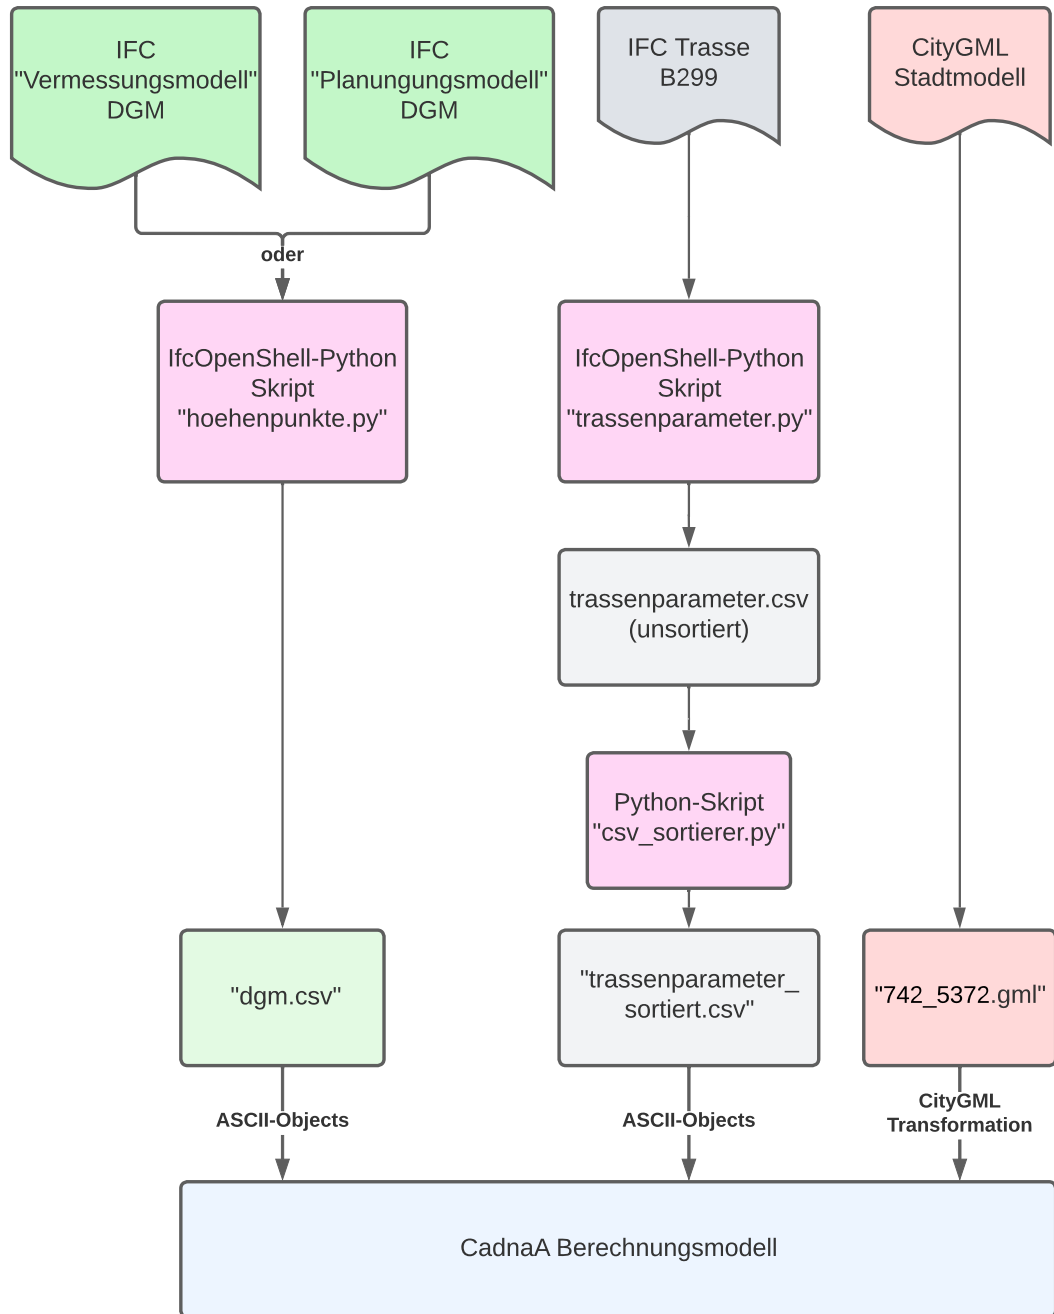 IFC
"Vermessungsmodell"
DGM
IFC
"Planungungsmodell"
DGM
IFC Trasse
B299
CityGML
Stadtmodell
oder
IfcOpenShell-Python
Skript
"hoehenpunkte.py"
IfcOpenShell-Python
Skript
"trassenparameter.py"
trassenparameter.csv
(unsortiert)
Python-Skript
"csv_sortierer.py"
"dgm.csv"
"trassenparameter_
sortiert.csv"
"742_5372.gml"
ASCII-Objects
ASCII-Objects
CityGML
Transformation
CadnaA Berechnungsmodell